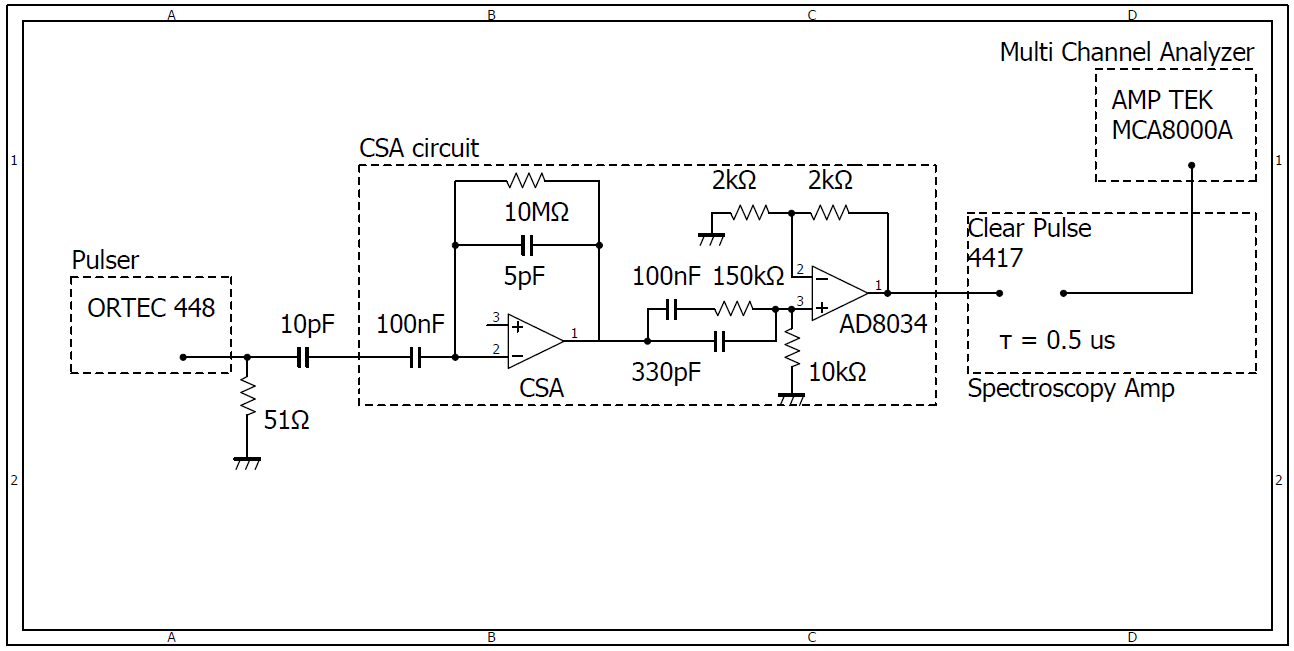 A B C D
Multi Channel Analyzer
AMP TEK
MCA8000A
1 1
CSA circuit
2kΩ 2kΩ
10MΩ
Clear Pulse
4417
Pulser
5pF
100nF 150kΩ
2
3
1
ORTEC 448
10pF
100nF
3
2
1
AD8034
τ = 0.5 us
330pF
10kΩ
CSA
Spectroscopy Amp
51Ω
2 2
A B C D